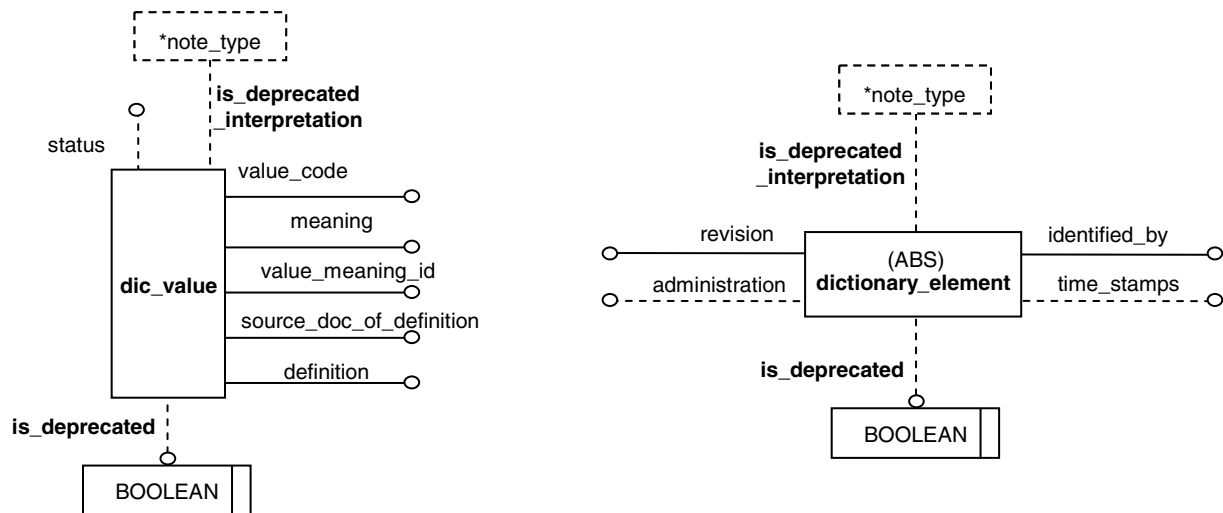 *note_type
is_deprecated
_interpretation
status
value_code
meaning
dic_value
value_meaning_id
source_doc_of_definition
definition
is_deprecated
BOOLEAN
*note_type
is_deprecated
_interpretation
revision
identified_by
(ABS)
dictionary_element
administration
time_stamps
is_deprecated
BOOLEAN